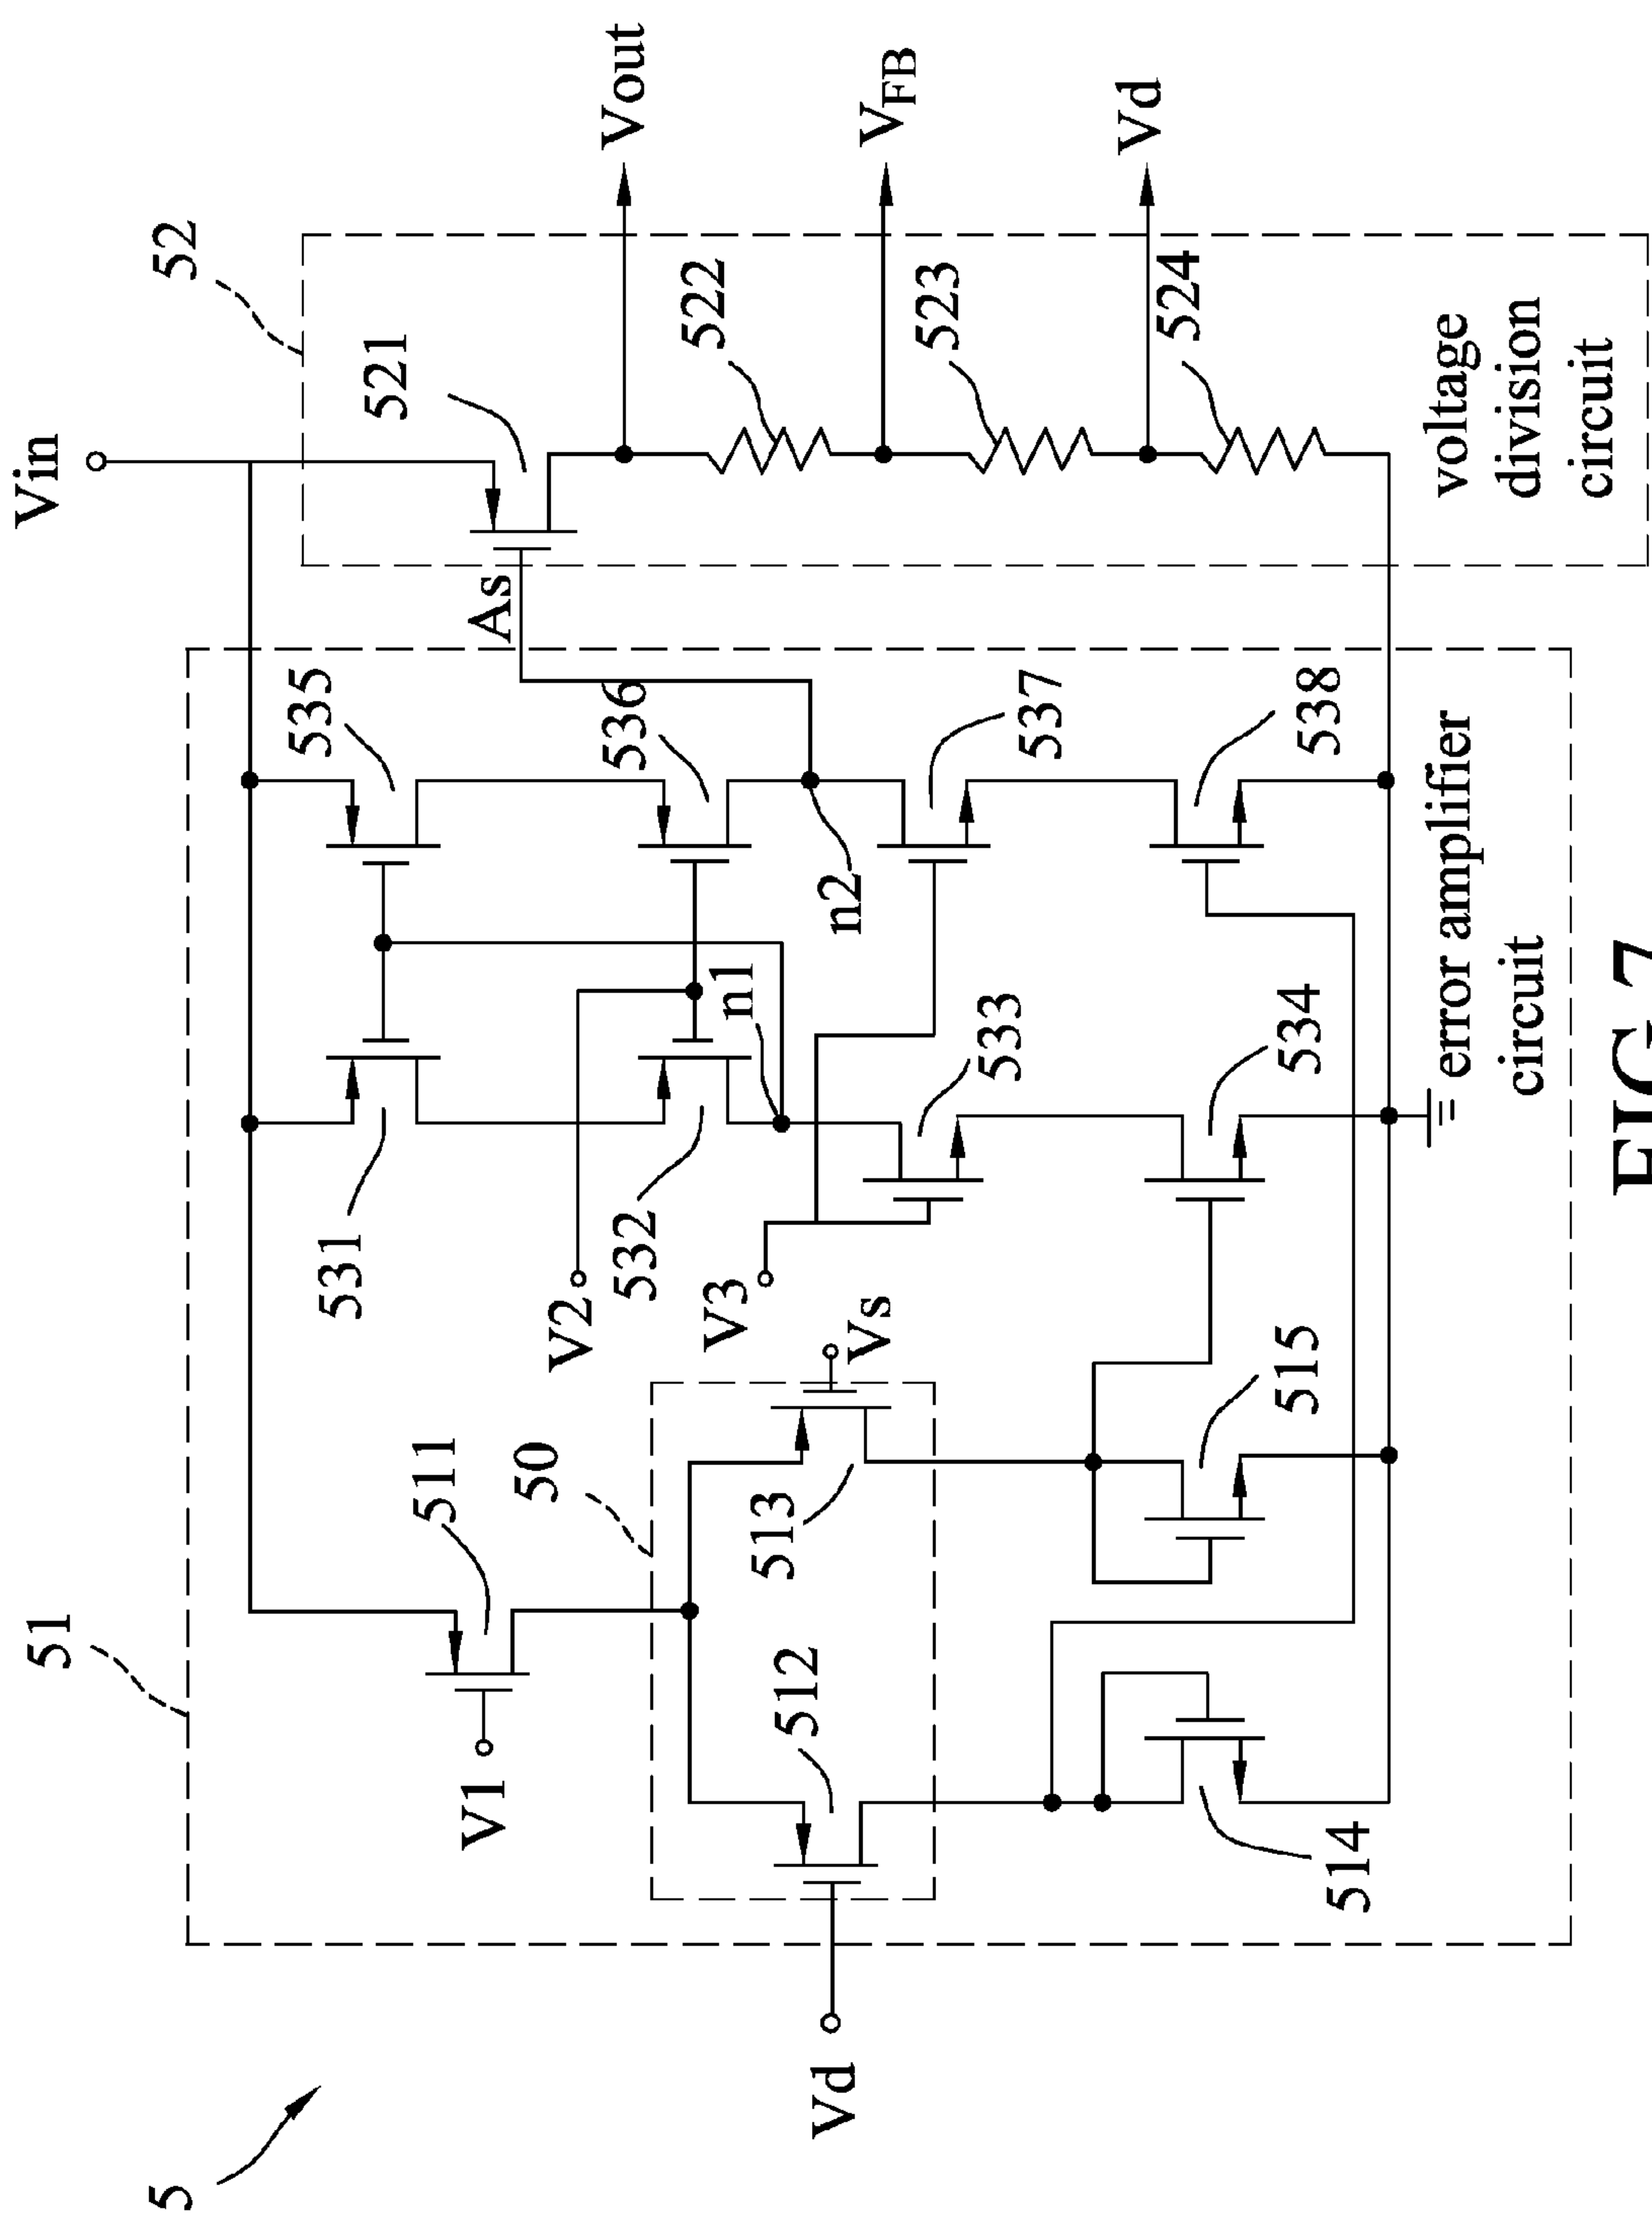 Vin
52
Vout
521
522
VFB
523
Vd
524
voltage
division
circuit
As
535
536
n2
537
538
error amplifier
circuit
n1
533
534
531
532
V2
V3
Vs
515
511
50
513
51
512
V1
514
Vd
5
FIG.7